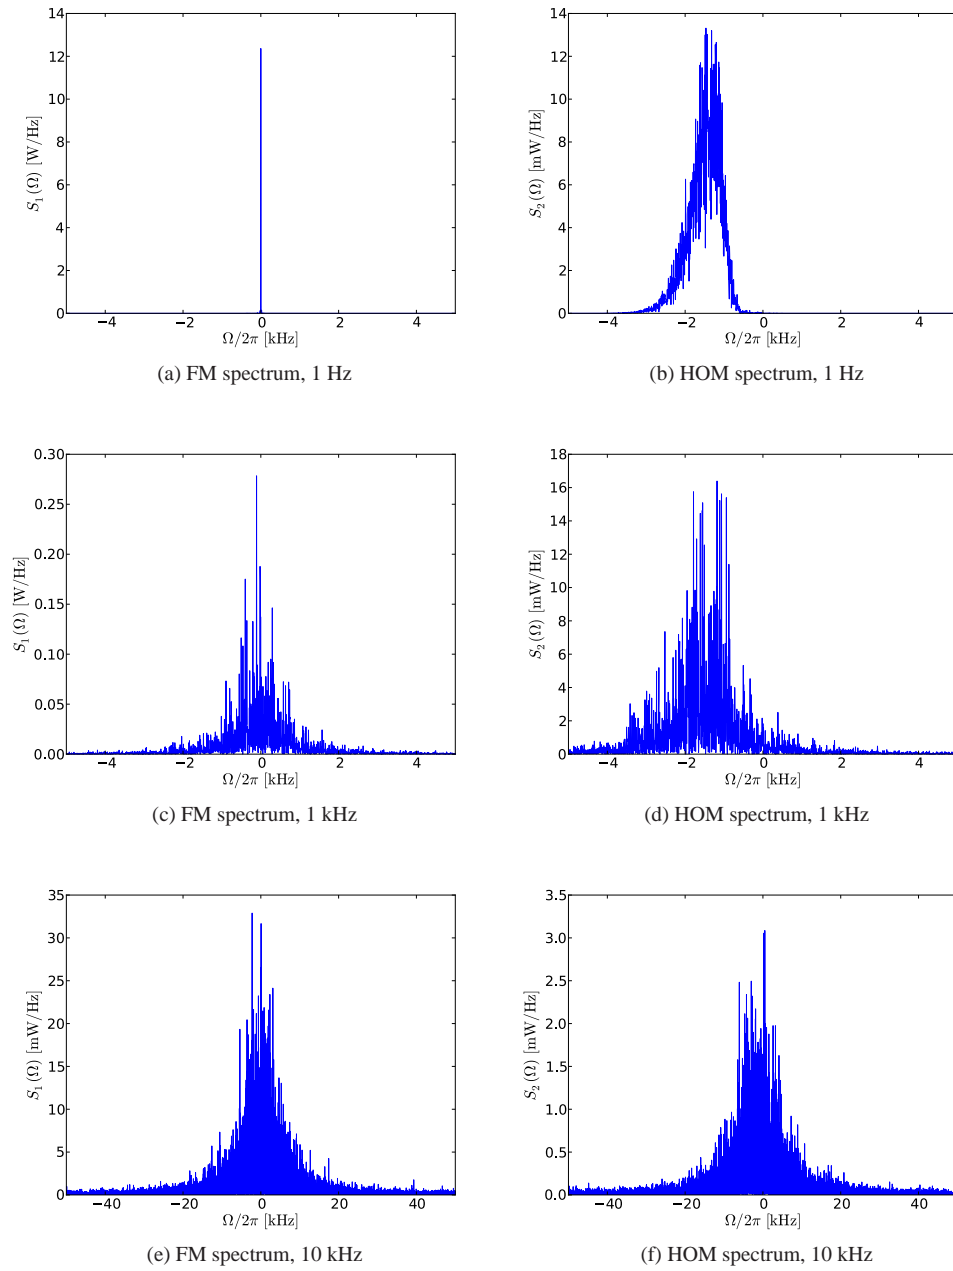 14
12
10
8
6
4
2
0
−4 −2 0 2 4
S₁(Ω) [W/Hz]
Ω/2π [kHz]
(a) FM spectrum, 1 Hz
14
12
10
8
6
4
2
0
−4 −2 0 2 4
S₂(Ω) [mW/Hz]
Ω/2π [kHz]
(b) HOM spectrum, 1 Hz
0.30
0.25
0.20
0.15
0.10
0.05
0.00
−4 −2 0 2 4
S₁(Ω) [W/Hz]
Ω/2π [kHz]
(c) FM spectrum, 1 kHz
18
16
14
12
10
8
6
4
2
0
−4 −2 0 2 4
S₂(Ω) [mW/Hz]
Ω/2π [kHz]
(d) HOM spectrum, 1 kHz
35
30
25
20
15
10
5
0
−40 −20 0 20 40
S₁(Ω) [mW/Hz]
Ω/2π [kHz]
(e) FM spectrum, 10 kHz
3.5
3.0
2.5
2.0
1.5
1.0
0.5
0.0
−40 −20 0 20 40
S₂(Ω) [mW/Hz]
Ω/2π [kHz]
(f) HOM spectrum, 10 kHz